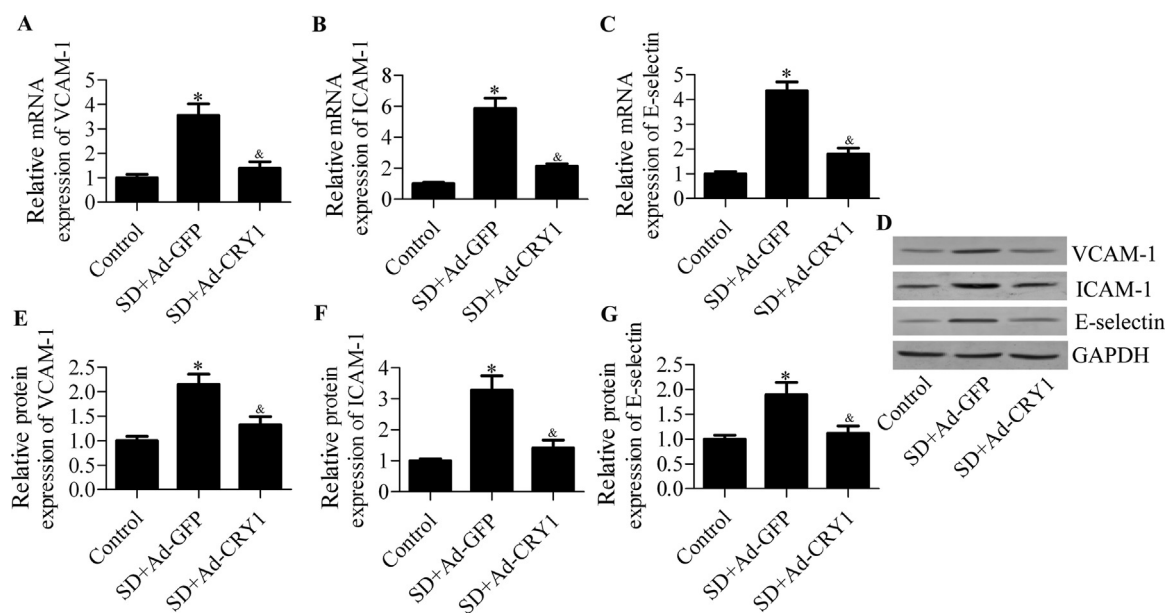 A
Relative mRNA
expression of VCAM-1
5
4
3
2
1
0
*
&
Control
SD+Ad-GFP
SD+Ad-CRY1
B
Relative mRNA
expression of ICAM-1
8
6
4
2
0
*
&
Control
SD+Ad-GFP
SD+Ad-CRY1
C
Relative mRNA
expression of E-selectin
5
4
3
2
1
0
*
&
Control
SD+Ad-GFP
SD+Ad-CRY1
D
VCAM-1
ICAM-1
E-selectin
GAPDH
Control
SD+Ad-GFP
SD+Ad-CRY1
E
Relative protein
expression of VCAM-1
2.5
2.0
1.5
1.0
0.5
0.0
*
&
Control
SD+Ad-GFP
SD+Ad-CRY1
F
Relative protein
expression of ICAM-1
4
3
2
1
0
*
&
Control
SD+Ad-GFP
SD+Ad-CRY1
G
Relative protein
expression of E-selectin
2.5
2.0
1.5
1.0
0.5
0.0
*
&
Control
SD+Ad-GFP
SD+Ad-CRY1